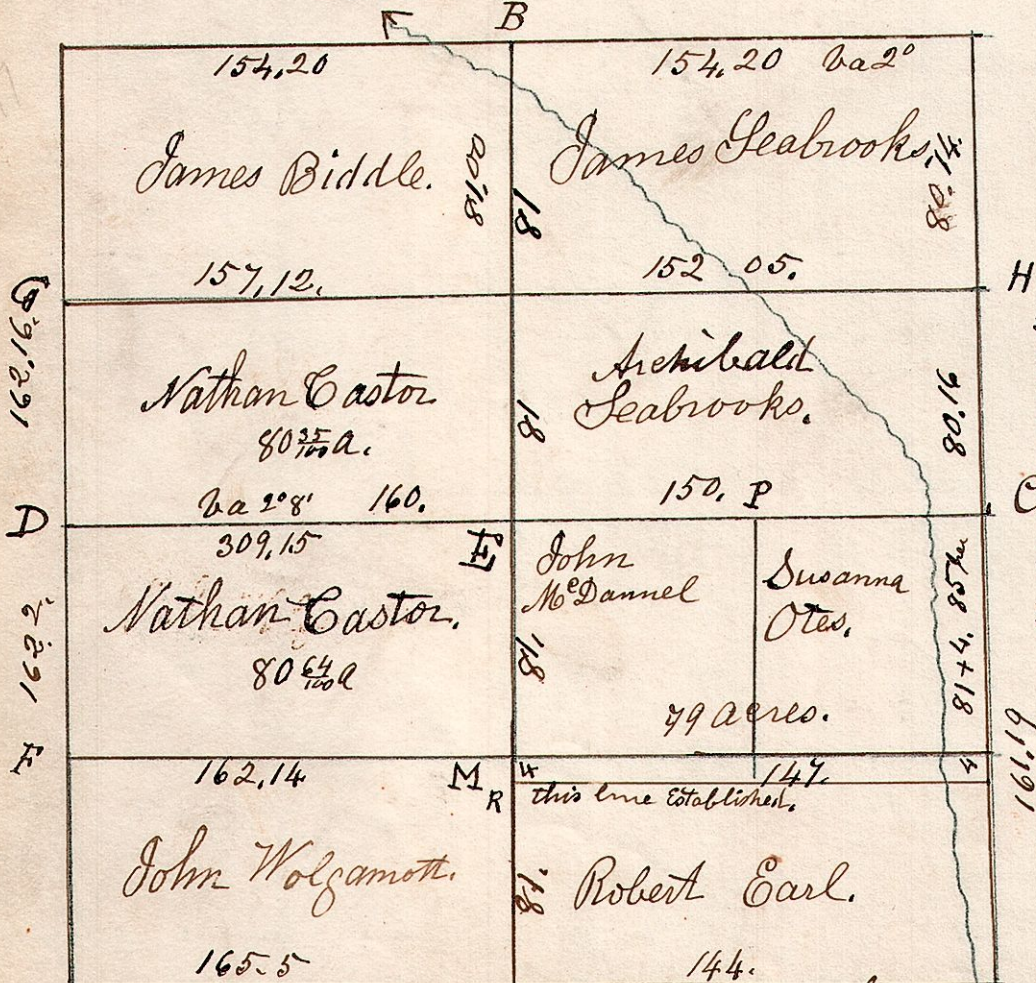 B
154,20
154,20 va 2°
James Biddle.
81,00
81
James Seabrooks.
80.14
157,12.
152 05.
H
G
162,16
Nathan Castor
80 35/100 a.
81
Archibald
Seabrooks.
80.16
va 2° 8' 160.
150. P
D
C
309,15
E
Nathan Castor.
80 64/100 a
81
John
McDannel
Susanna
Otes.
79 acres.
81+4.85
162 2
161,19
F
162,14
M
R
4
147.
4
this line Established.
John Wolgamott.
81.
Robert Earl.
165.5
144.